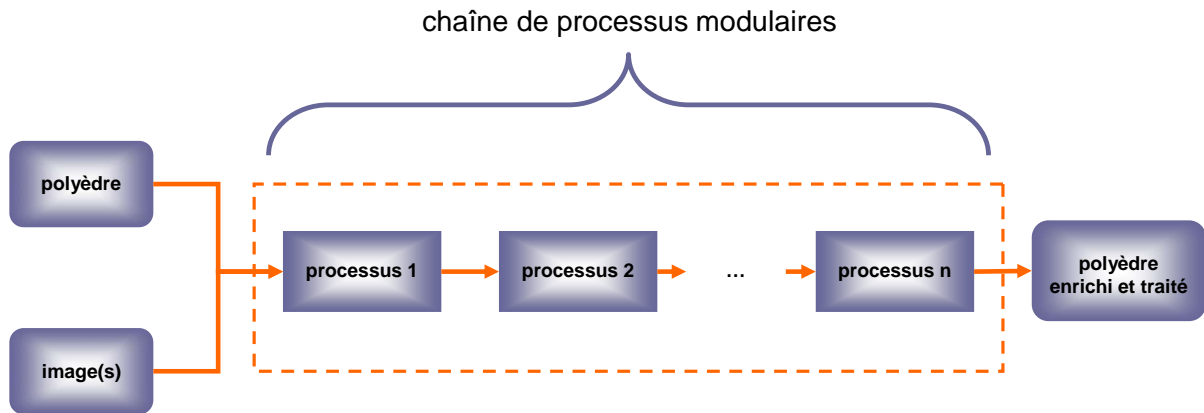 chaîne de processus modulaires
polyèdre
image(s)
processus 1
processus 2
...
processus n
polyèdre
enrichi et traité